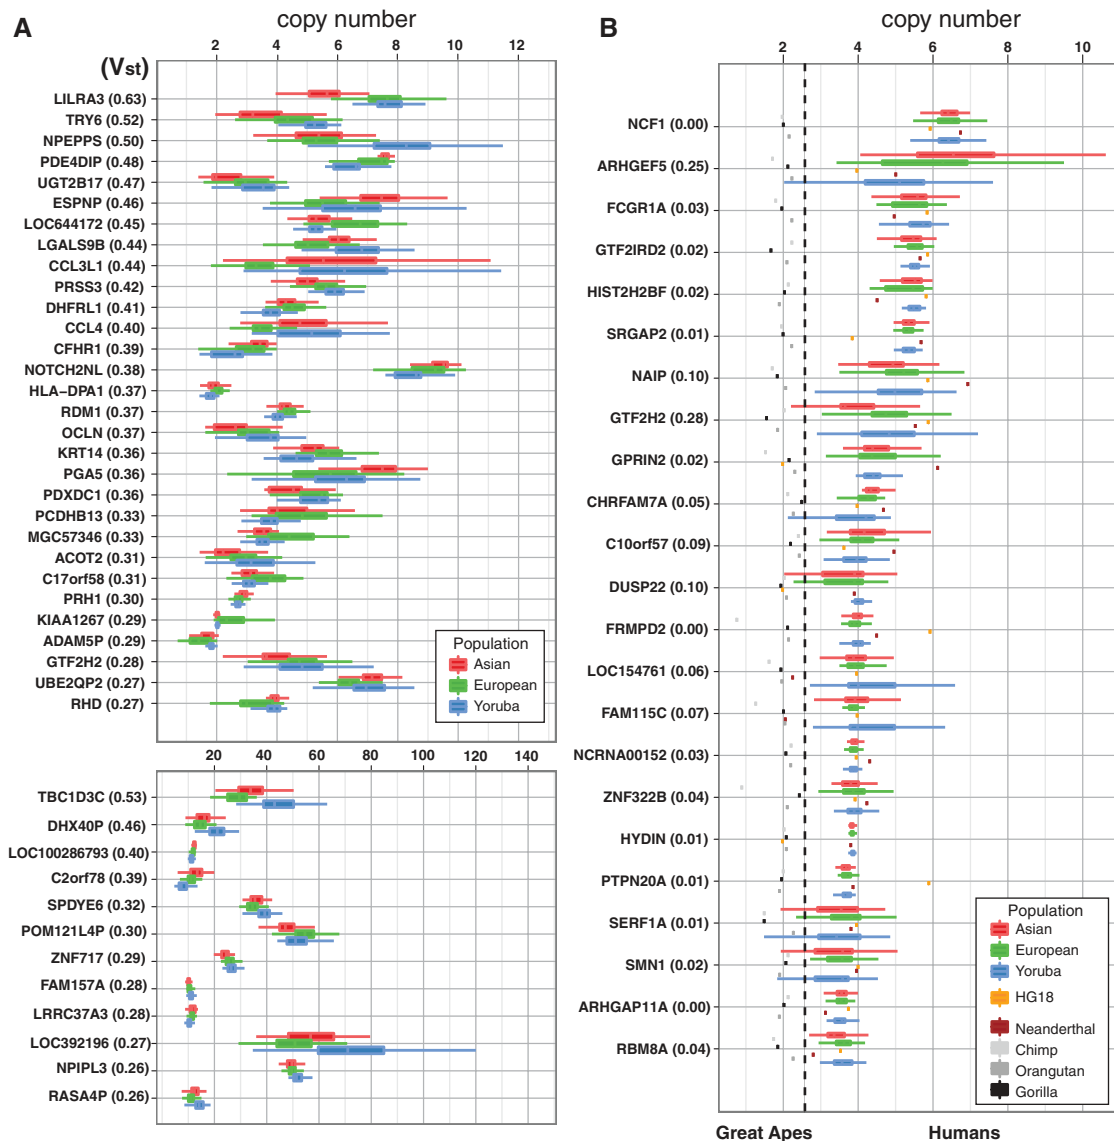 A
copy number
2 4 6 8 10 12
(Vst)
LILRA3 (0.63)
TRY6 (0.52)
NPEPPS (0.50)
PDE4DIP (0.48)
UGT2B17 (0.47)
ESPNP (0.46)
LOC644172 (0.45)
LGALS9B (0.44)
CCL3L1 (0.44)
PRSS3 (0.42)
DHFRL1 (0.41)
CCL4 (0.40)
CFHR1 (0.39)
NOTCH2NL (0.38)
HLA−DPA1 (0.37)
RDM1 (0.37)
OCLN (0.37)
KRT14 (0.36)
PGA5 (0.36)
PDXDC1 (0.36)
PCDHB13 (0.33)
MGC57346 (0.33)
ACOT2 (0.31)
C17orf58 (0.31)
PRH1 (0.30)
KIAA1267 (0.29)
ADAM5P (0.29)
GTF2H2 (0.28)
UBE2QP2 (0.27)
RHD (0.27)
Population
Asian
European
Yoruba
20 40 60 80 100 120
TBC1D3C (0.53)
DHX40P (0.46)
LOC100286793 (0.40)
C2orf78 (0.39)
SPDYE6 (0.32)
POM121L4P (0.30)
ZNF717 (0.29)
FAM157A (0.28)
LRRC37A3 (0.28)
LOC392196 (0.27)
NPIPL3 (0.26)
RASA4P (0.26)
B
copy number
2 4 6 8 10
NCF1 (0.00)
ARHGEF5 (0.25)
FCGR1A (0.03)
GTF2IRD2 (0.02)
HIST2H2BF (0.02)
SRGAP2 (0.01)
NAIP (0.10)
GTF2H2 (0.28)
GPRIN2 (0.02)
CHRFAM7A (0.05)
C10orf57 (0.09)
DUSP22 (0.10)
FRMPD2 (0.00)
LOC154761 (0.06)
FAM115C (0.07)
NCRNA00152 (0.03)
ZNF322B (0.04)
HYDIN (0.01)
PTPN20A (0.01)
SERF1A (0.01)
SMN1 (0.02)
ARHGAP11A (0.00)
RBM8A (0.04)
Population
Asian
European
Yoruba
HG18
Neanderthal
Chimp
Orangutan
Gorilla
Great Apes Humans